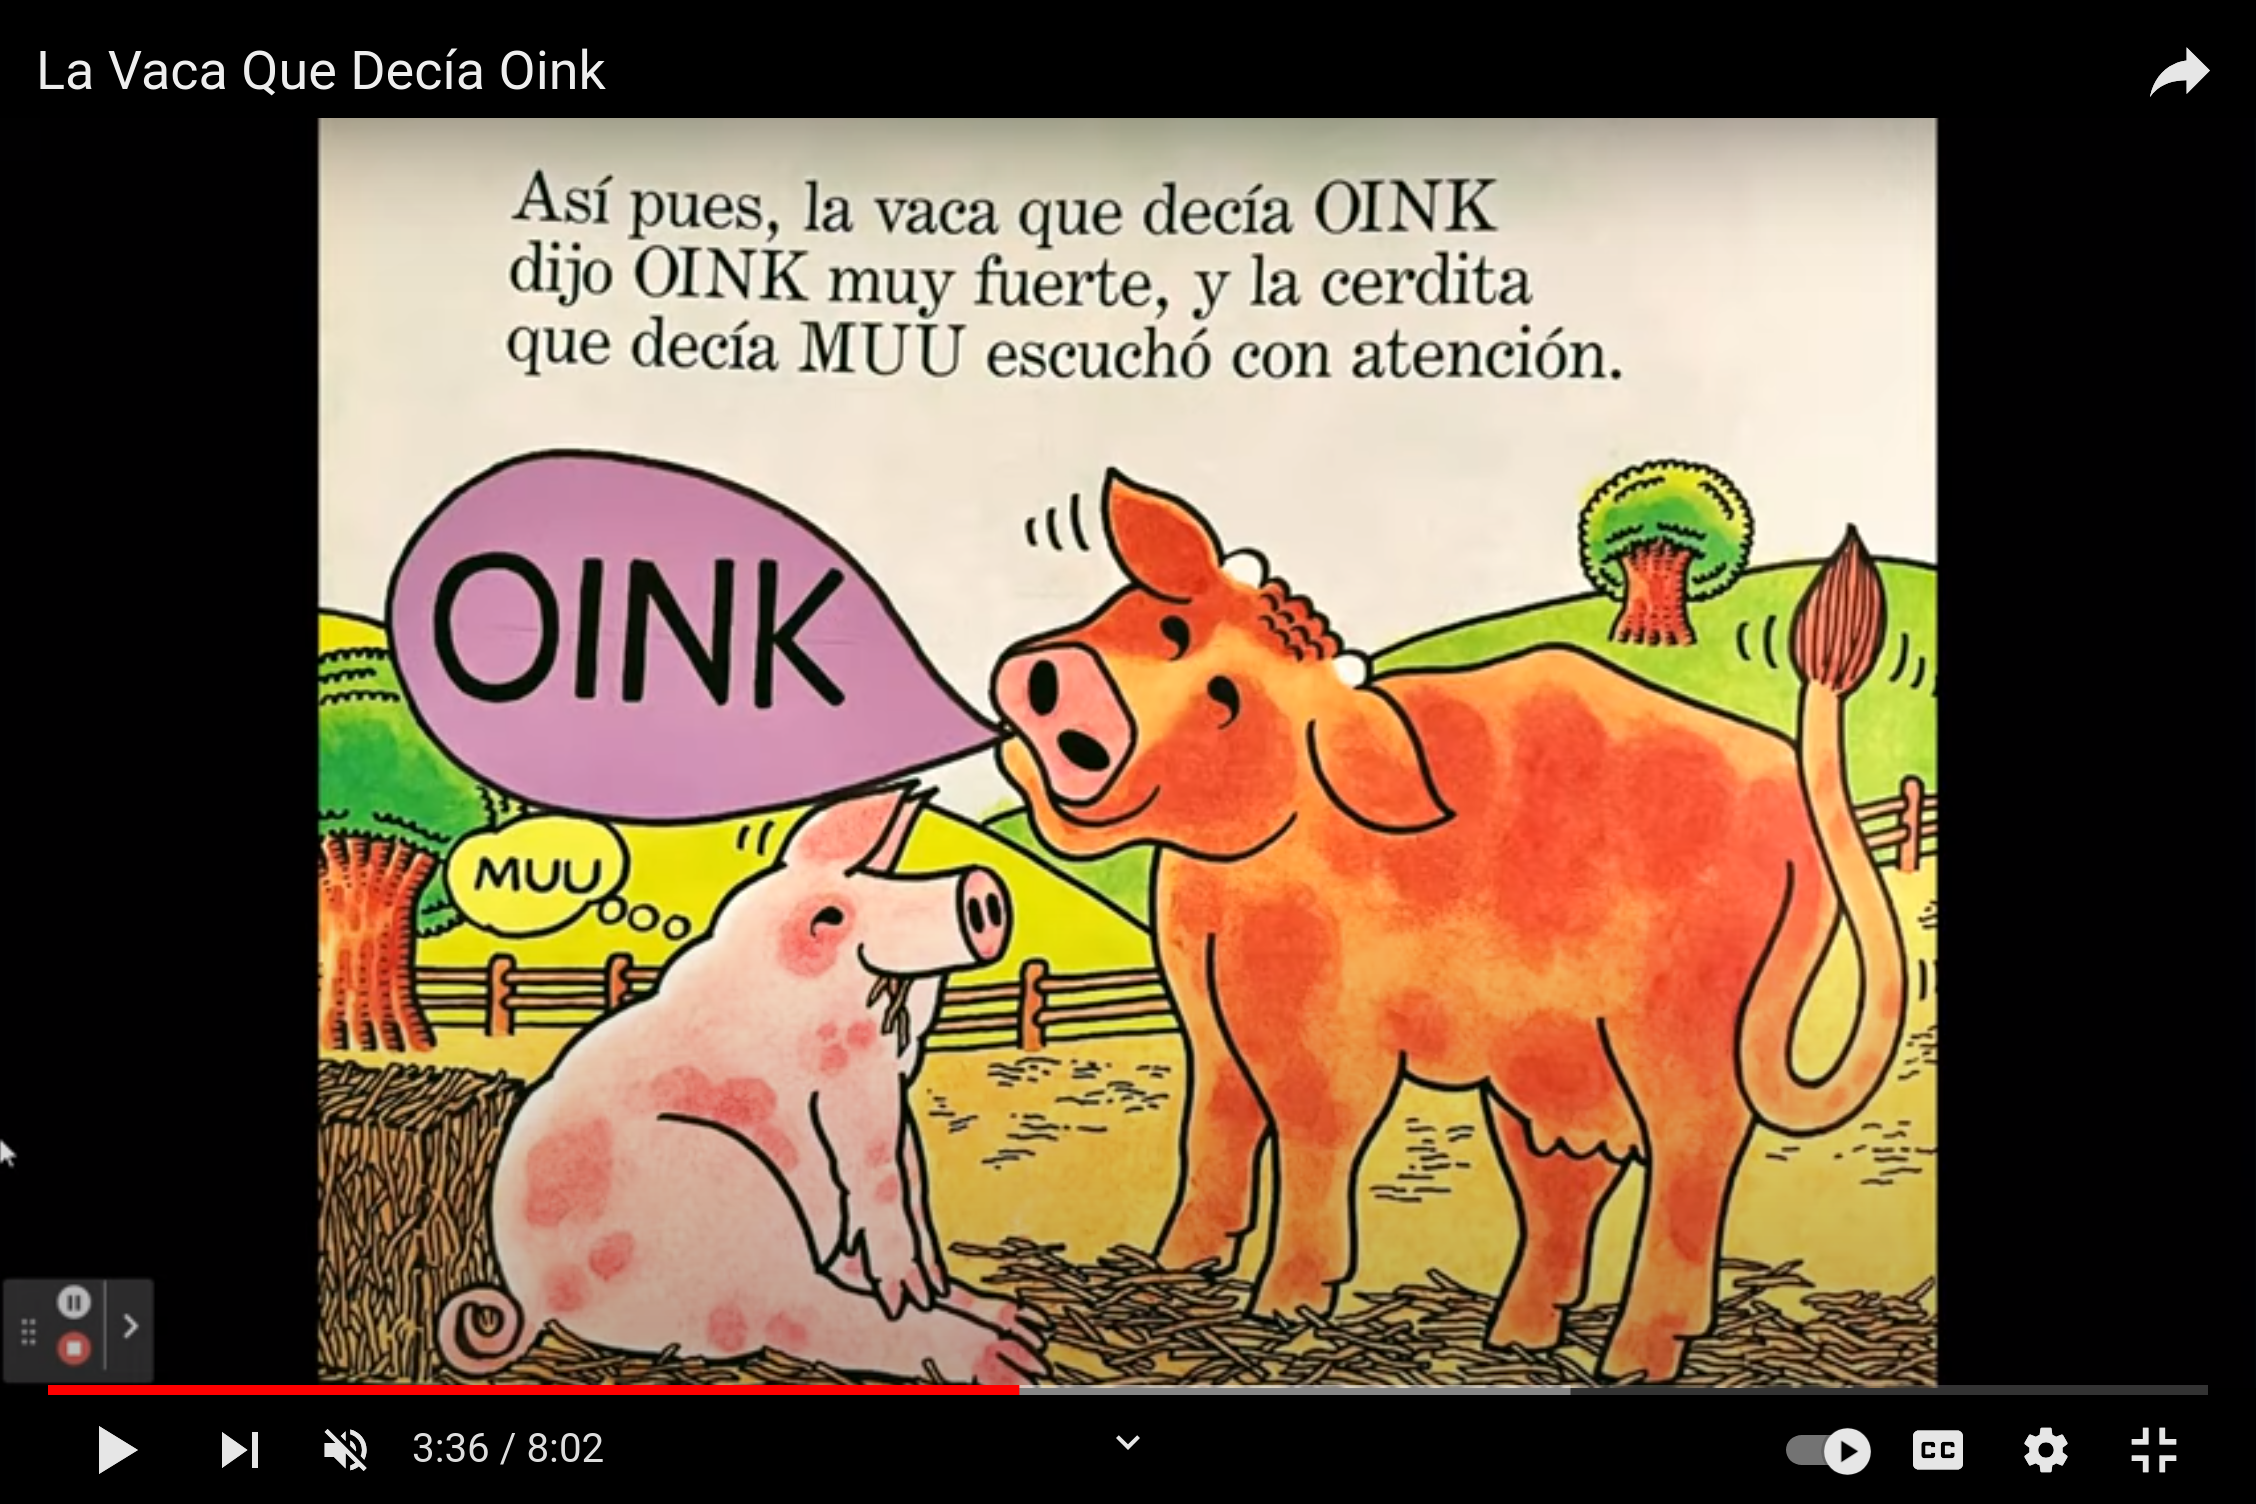 La Vaca Que Decía Oink
Así pues, la vaca que decía OINK
dijo OINK muy fuerte, y la cerdita
que decía MUU escuchó con atención.
OINK
MUU
3:36 / 8:02
CC